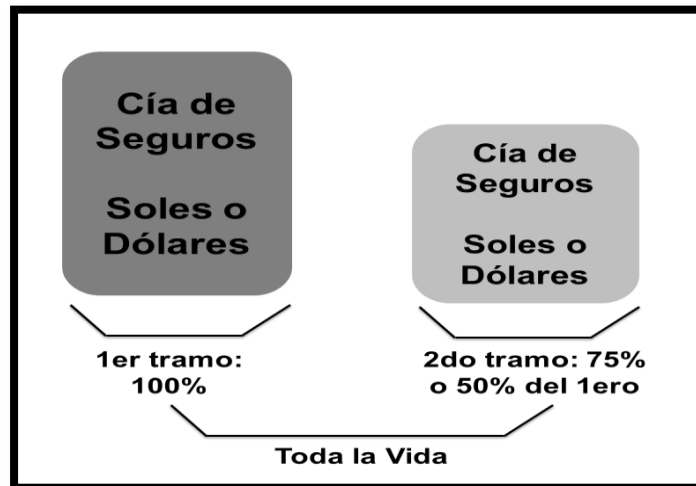 Cía de
Seguros
Soles o
Dólares
Cía de
Seguros
Soles o
Dólares
1er tramo:
100%
2do tramo: 75%
o 50% del 1ero
Toda la Vida